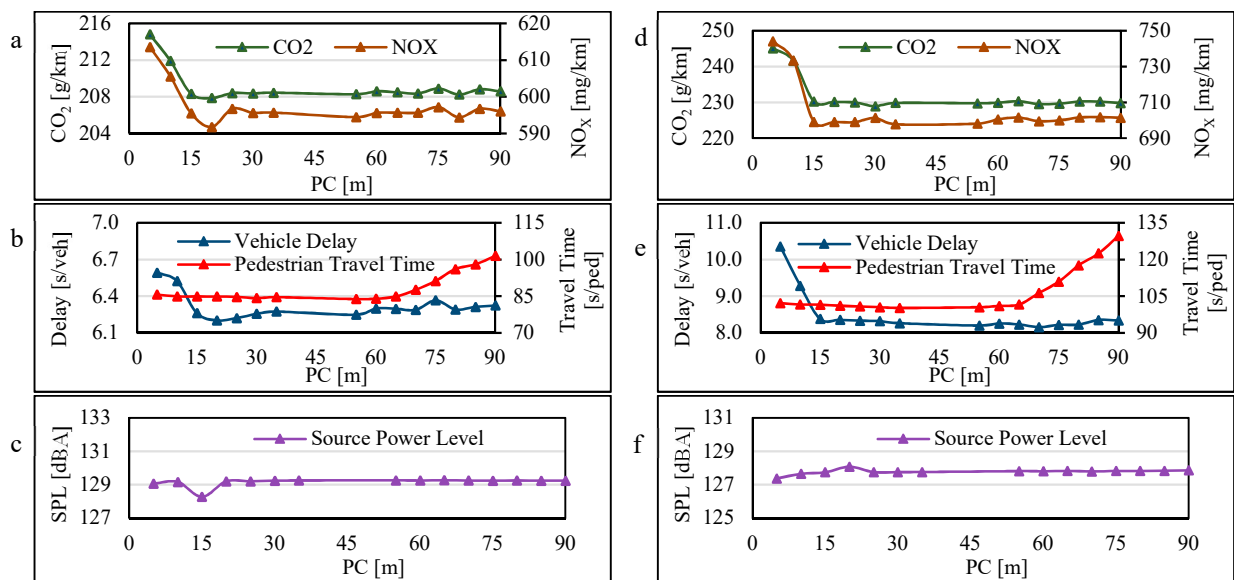 a
216
212
208
204
CO₂ [g/km]
CO2
NOX
620
610
600
590
NOX [mg/km]
0 15 30 45 60 75 90
PC [m]
d
250
240
230
220
CO₂ [g/km]
CO2
NOX
750
730
710
690
NOX [mg/km]
0 15 30 45 60 75 90
PC [m]
b
7.0
6.7
6.4
6.1
Delay [s/veh]
Vehicle Delay
Pedestrian Travel Time
115
100
85
70
Travel Time
[s/ped]
0 15 30 45 60 75 90
PC [m]
e
11.0
10.0
9.0
8.0
Delay [s/veh]
Vehicle Delay
Pedestrian Travel Time
135
120
105
90
Travel Time
[s/ped]
0 15 30 45 60 75 90
PC [m]
c
133
131
129
127
SPL [dBA]
Source Power Level
0 15 30 45 60 75 90
PC [m]
f
131
129
127
125
SPL [dBA]
Source Power Level
0 15 30 45 60 75 90
PC [m]